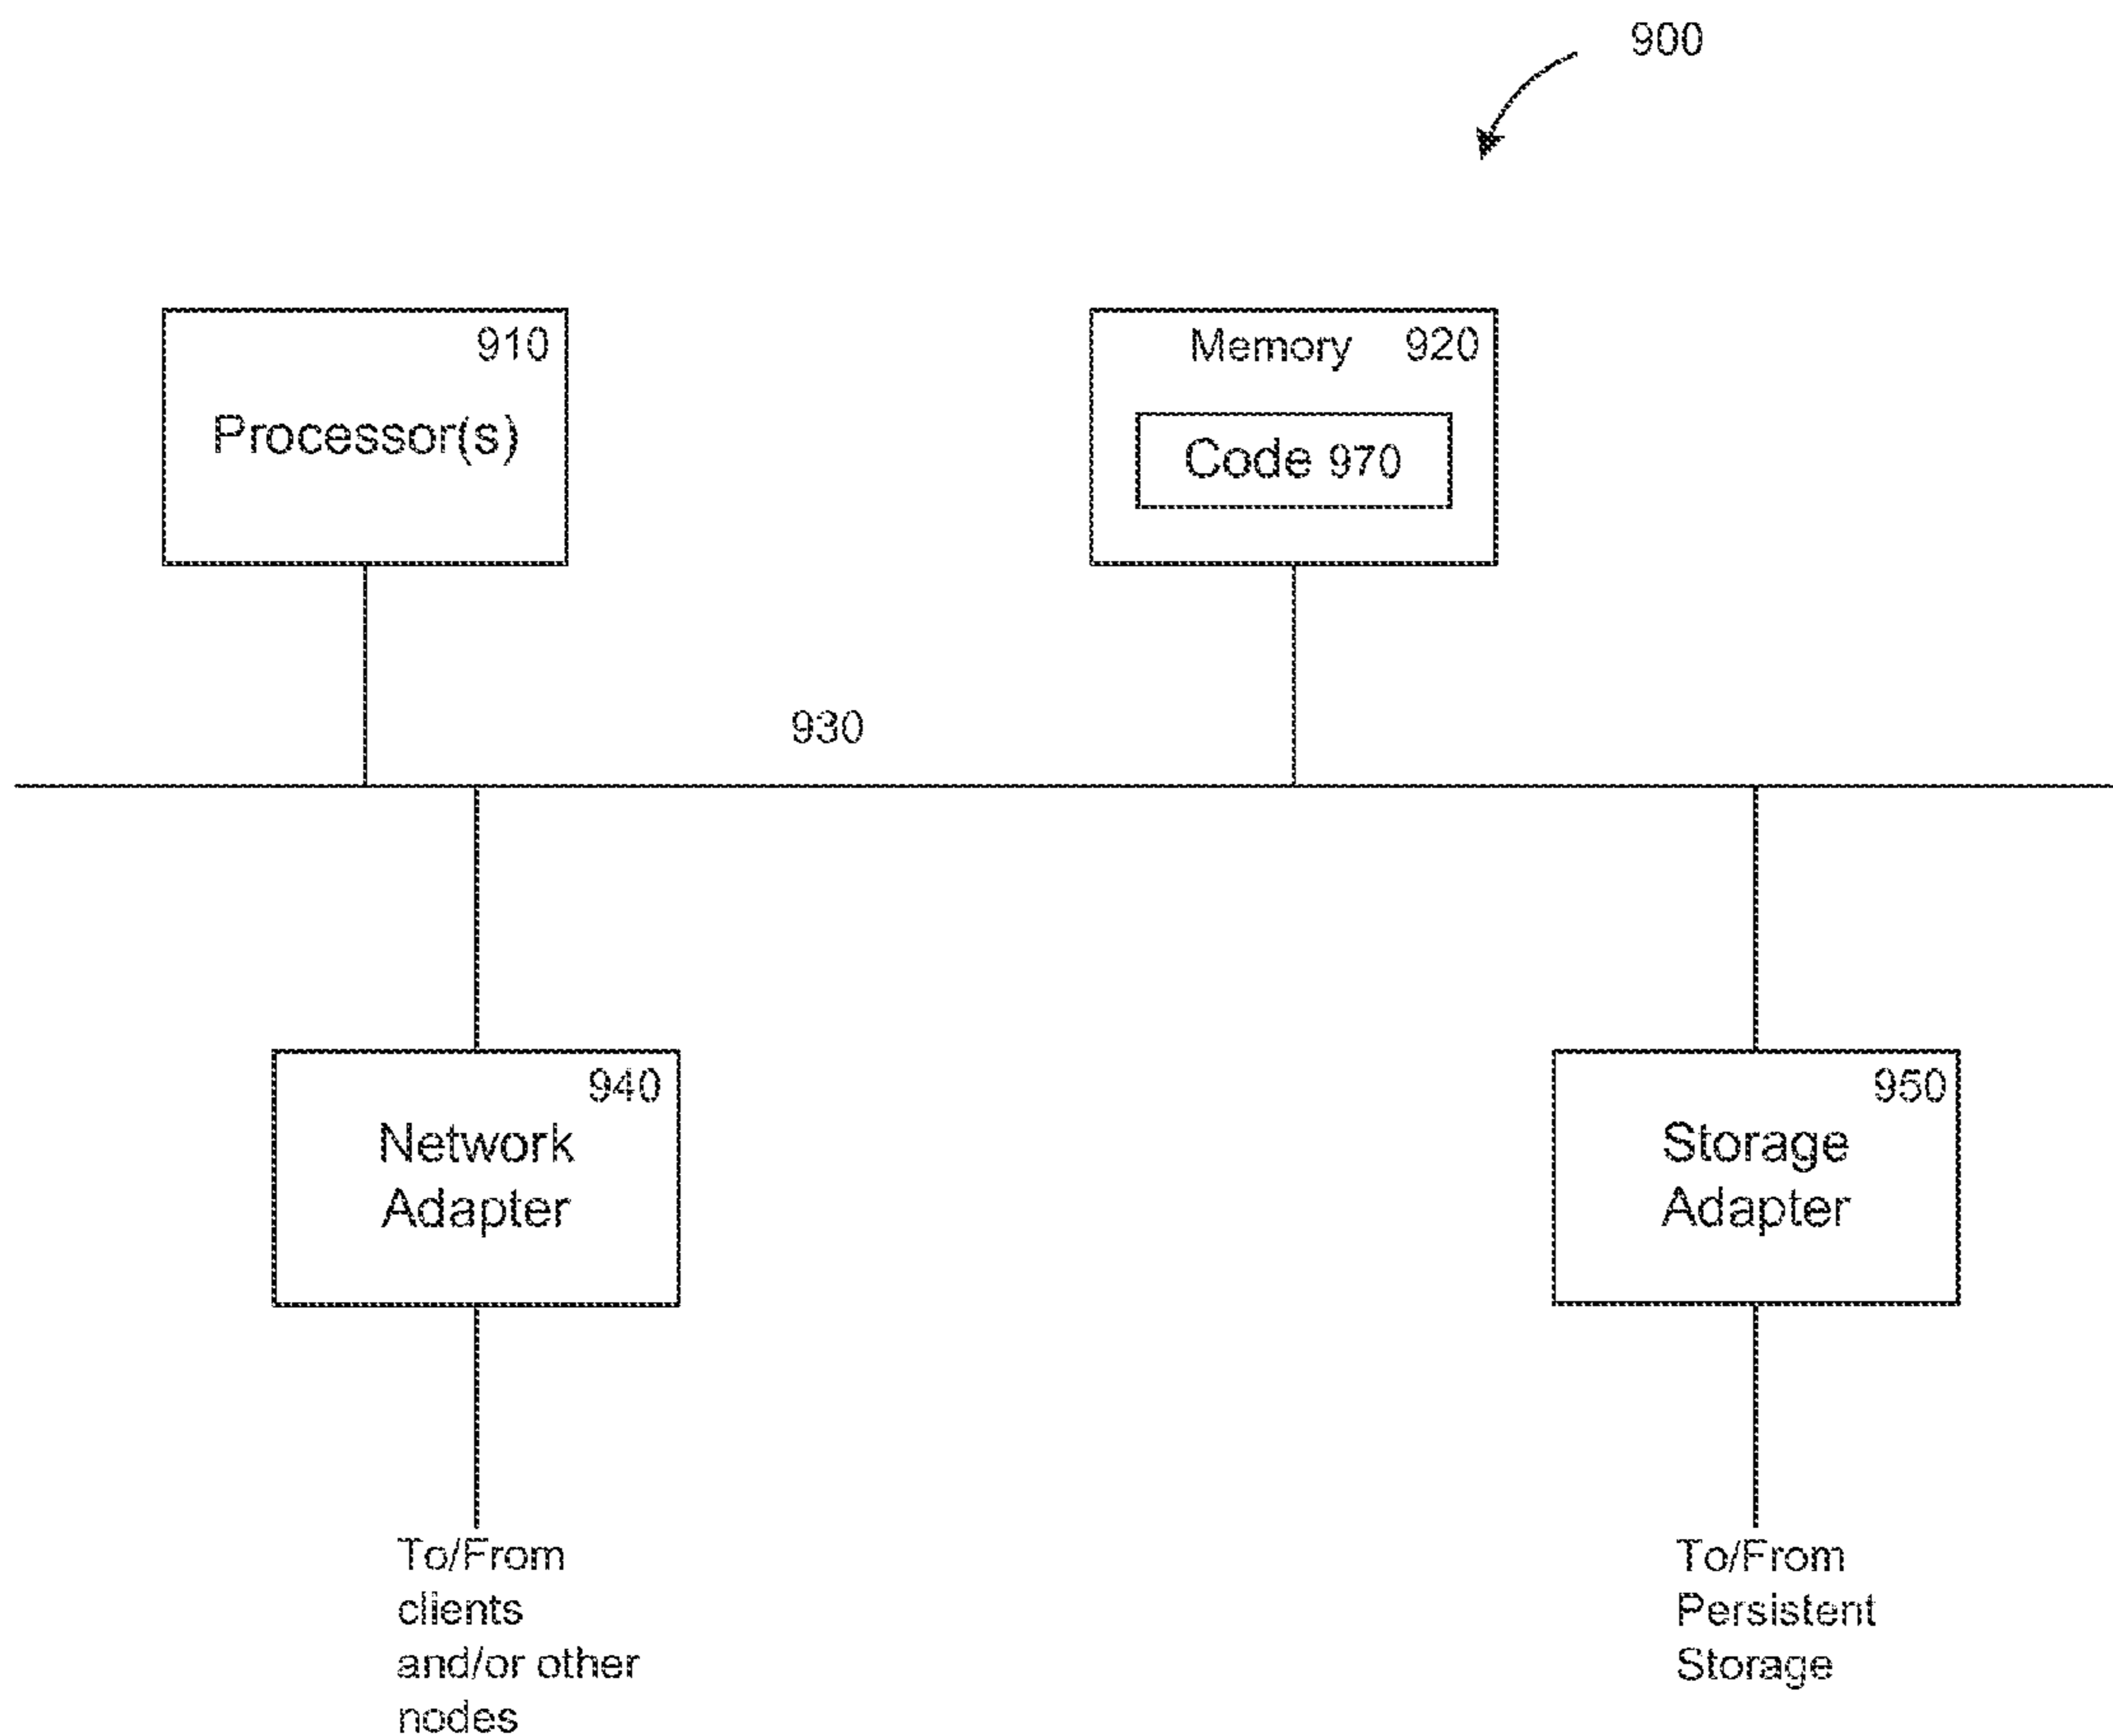 900
910
Processor(s)
Memory 920
Code 970
930
940
Network
Adapter
950
Storage
Adapter
To/From
clients
and/or other
nodes
To/From
Persistent
Storage